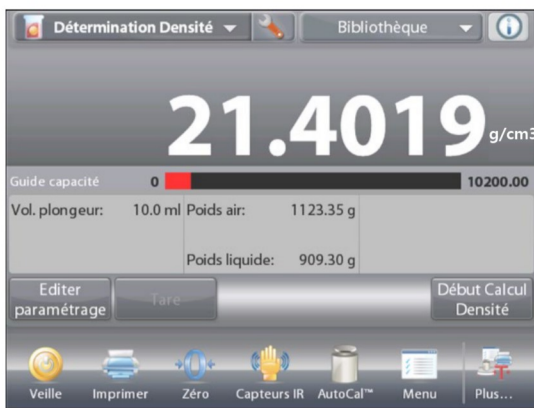 Détermination Densité Bibliothèque
21.4019 g/cm3
Guide capacité 0 10200.00
Vol. plongeur: 10.0 ml Poids air: 1123.35 g
Poids liquide: 909.30 g
Editer paramétrage
Tare
Début Calcul Densité
Veille Imprimer Zéro Capteurs IR AutoCal™ Menu Plus...